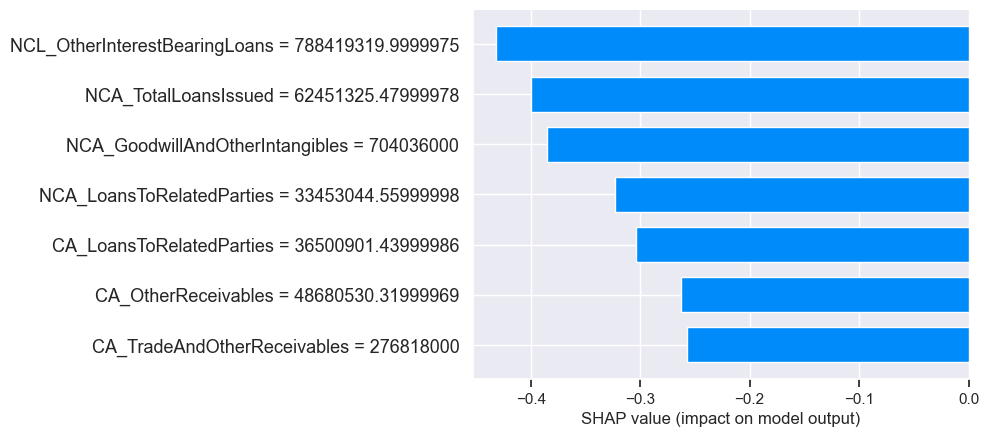 NCL_OtherInterestBearingLoans = 788419319.9999975
NCA_TotalLoansIssued = 62451325.47999978
NCA_GoodwillAndOtherIntangibles = 704036000
NCA_LoansToRelatedParties = 33453044.55999998
CA_LoansToRelatedParties = 36500901.43999986
CA_OtherReceivables = 48680530.31999969
CA_TradeAndOtherReceivables = 276818000
−0.4 −0.3 −0.2 −0.1 0.0
SHAP value (impact on model output)